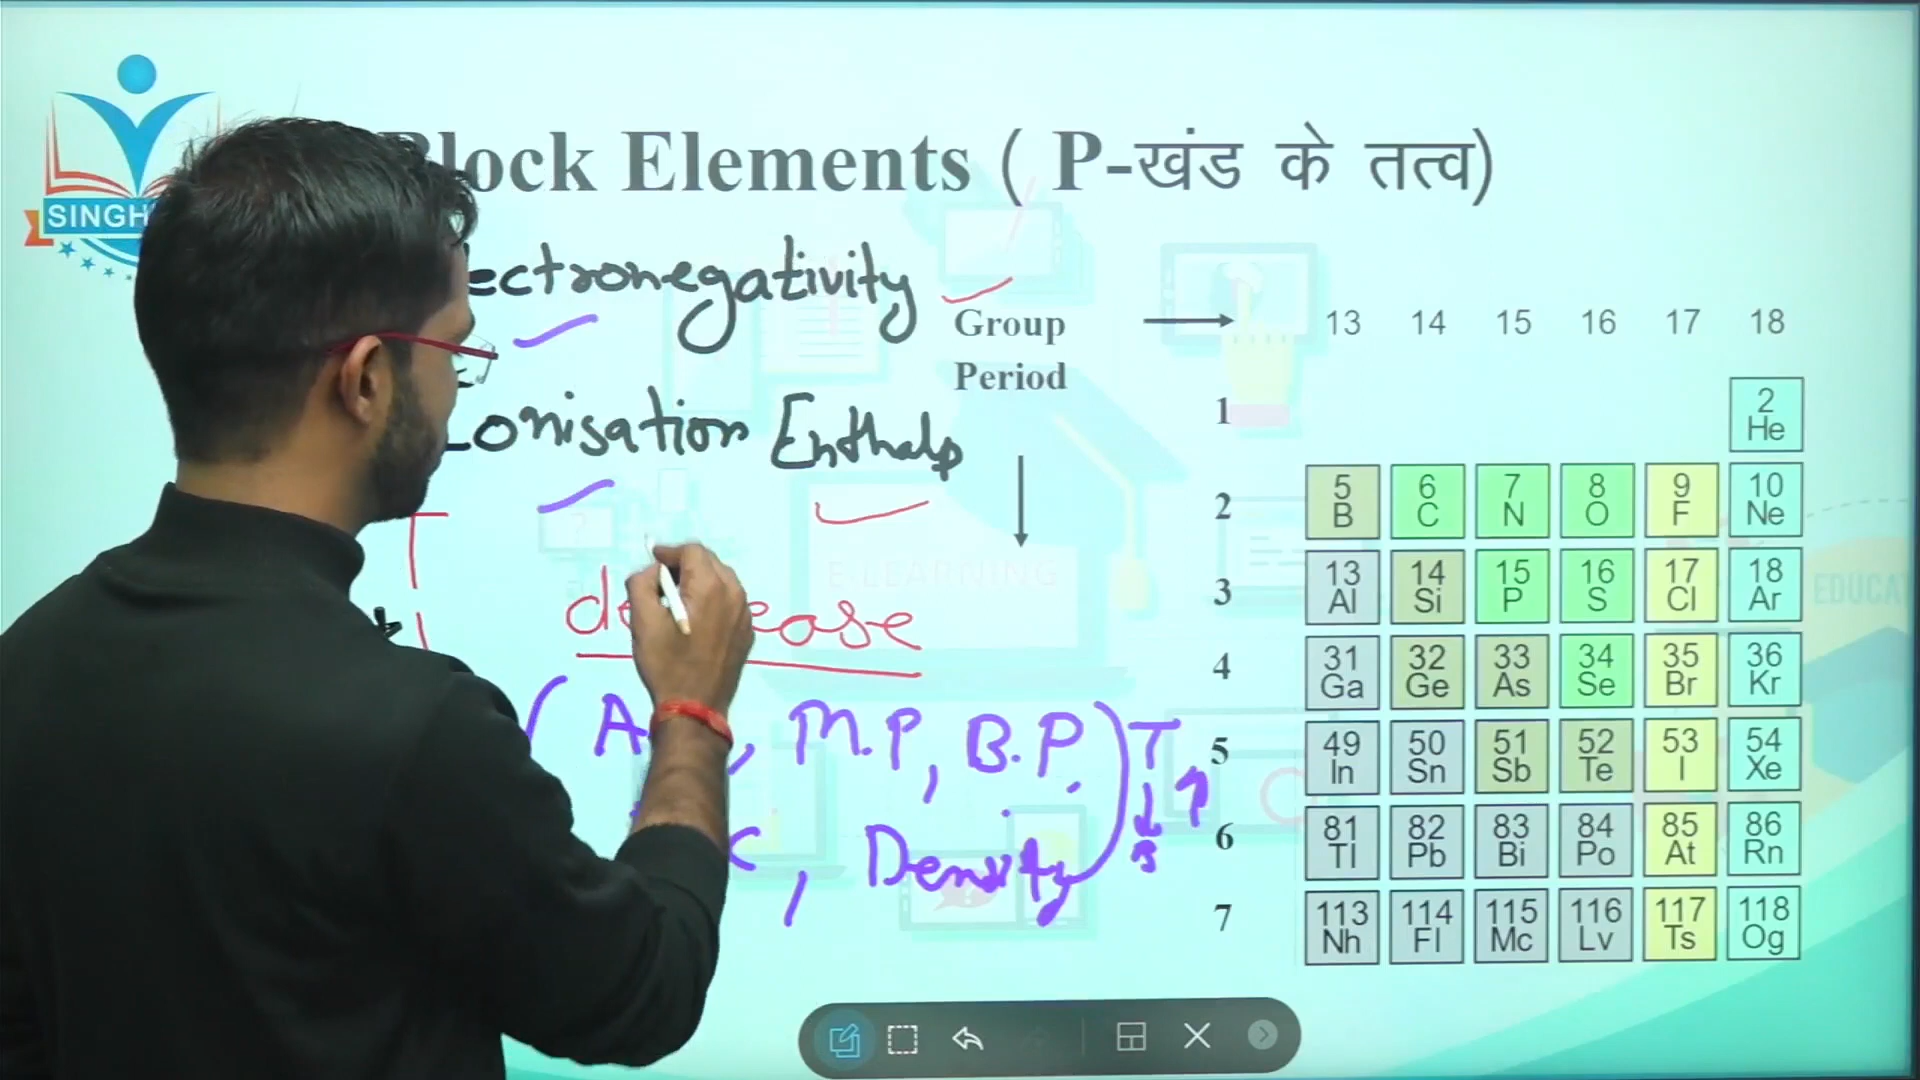 SINGH
Block Elements ( P-खंड के तत्व)
ectronegativity
Group
Period
13 14 15 16 17 18
Ionisation Enthalp
1
2 He
2
5 B 6 C 7 N 8 O 9 F 10 Ne
E-LEARNING
3
13 Al 14 Si 15 P 16 S 17 Cl 18 Ar
EDUCAT
4
31 Ga 32 Ge 33 As 34 Se 35 Br 36 Kr
M.P, B.P.
5
49 In 50 Sn 51 Sb 52 Te 53 I 54 Xe
Density
6
81 Tl 82 Pb 83 Bi 84 Po 85 At 86 Rn
7
113 Nh 114 Fl 115 Mc 116 Lv 117 Ts 118 Og